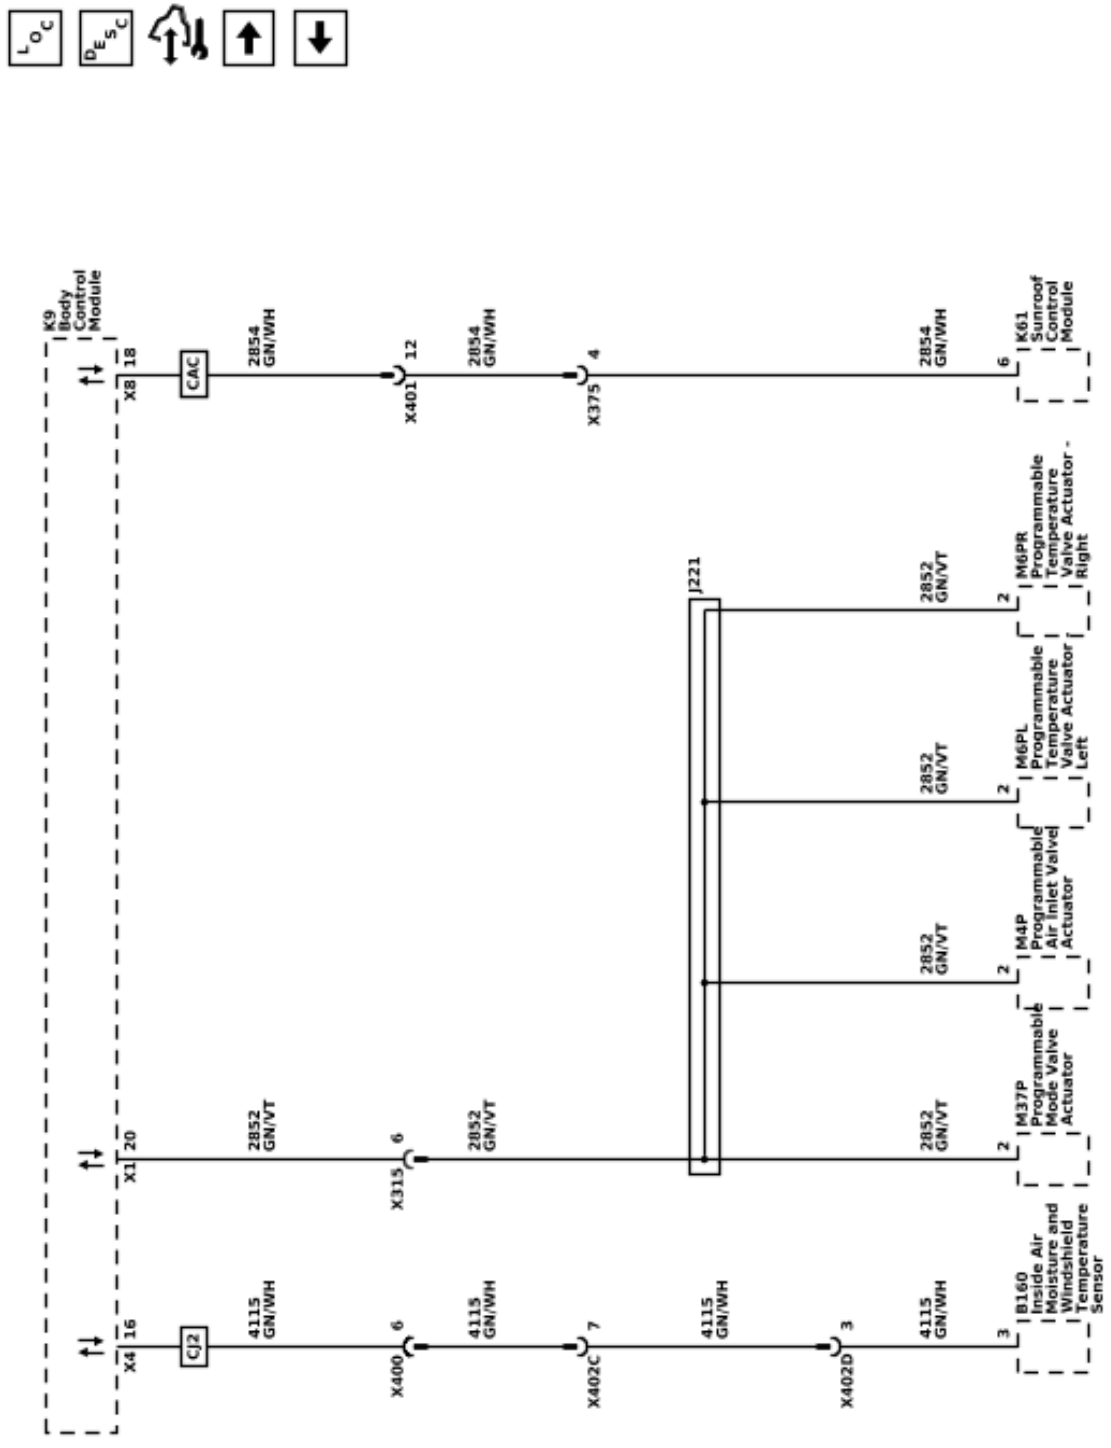 LOC
DESC
K9
Body
Control
Module
X4 16
X1 20
X8 18
CJ2
CAC
4115
GN/WH
2852
GN/VT
2854
GN/WH
X400 6
X315 6
X401 12
4115
GN/WH
2852
GN/VT
2854
GN/WH
X402C 7
X375 4
J221
4115
GN/WH
X402D 3
4115
GN/WH
2852
GN/VT
2852
GN/VT
2852
GN/VT
2852
GN/VT
2854
GN/WH
3
2
2
2
2
6
B160
Inside Air
Moisture and
Windshield
Temperature
Sensor
M37P
Programmable
Mode Valve
Actuator
M4P
Programmable
Air Inlet Valve
Actuator
M6PL
Programmable
Temperature
Valve Actuator
Left
M6PR
Programmable
Temperature
Valve Actuator -
Right
K61
Sunroof
Control
Module